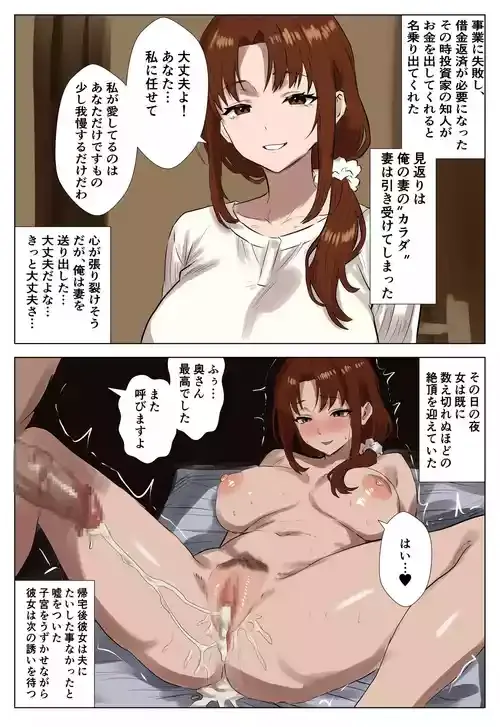 事業に失敗し、
借金返済が必要になった
その時投資家の知人が
お金を出してくれると
名乗り出てくれた
見返りは
俺の妻の〝カラダ〟
妻は引き受けてしまった
大丈夫よ!
あなた…
私に任せて
私が愛してるのは
あなただけですもの
少し我慢するだけだわ
心が張り裂けそう
だが、俺は妻を
送り出した…
大丈夫だよな…
きっと大丈夫さ…
その日の夜
女は既に
数え切れぬほどの
絶頂を迎えていた
ふぅ…
奥さん
最高でした
また
呼びますよ
はい…♥
帰宅後彼女は夫に
たいした事なかったと
嘘をついた
子宮をうずかせながら
彼女は次の誘いを待つ